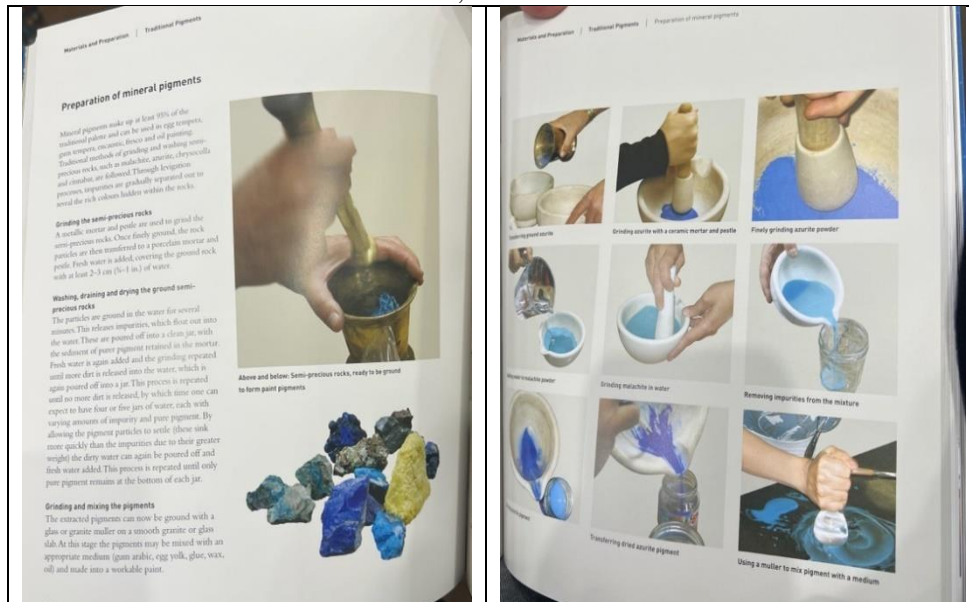 Materials and Preparation | Traditional Pigments
Preparation of mineral pigments
Mineral pigments make up at least 95% of the
traditional palette and can be used in egg tempera,
gum tempera, encaustic, fresco and oil painting.
Traditional methods of grinding and washing semi-
precious rocks, such as malachite, azurite, chrysocolla
and cinnabar, are followed. Through levigation
processes, impurities are gradually separated out to
reveal the rich colours hidden within the rocks.
Grinding the semi-precious rocks
A metallic mortar and pestle are used to grind the
semi-precious rocks. Once finely ground, the rock
particles are then transferred to a porcelain mortar and
pestle. Fresh water is added, covering the ground rock
with at least 2–3 cm (¾–1 in.) of water.
Washing, draining and drying the ground semi-
precious rocks
The particles are ground in the water for several
minutes. This releases impurities, which float out into
the water. These are poured off into a clean jar, with
the sediment of purer pigment retained in the mortar.
Fresh water is again added and the grinding repeated
until more dirt is released into the water, which is
again poured off into a jar. This process is repeated
until no more dirt is released, by which time one can
expect to have four or five jars of water, each with
varying amounts of impurity and pure pigment. By
allowing the pigment particles to settle (these sink
more quickly than the impurities due to their greater
weight) the dirty water can again be poured off and
fresh water added. This process is repeated until only
pure pigment remains at the bottom of each jar.
Grinding and mixing the pigments
The extracted pigments can now be ground with a
glass or granite muller on a smooth granite or glass
slab. At this stage the pigments may be mixed with an
appropriate medium (gum arabic, egg yolk, glue, wax,
oil) and made into a workable paint.
Above and below: Semi-precious rocks, ready to be ground
to form paint pigments
Materials and Preparation | Traditional Pigments | Preparation of mineral pigments
ground azurite
Grinding azurite with a ceramic mortar and pestle
Finely grinding azurite powder
malachite powder
Grinding malachite in water
Removing impurities from the mixture
Transferring dried azurite pigment
Using a muller to mix pigment with a medium